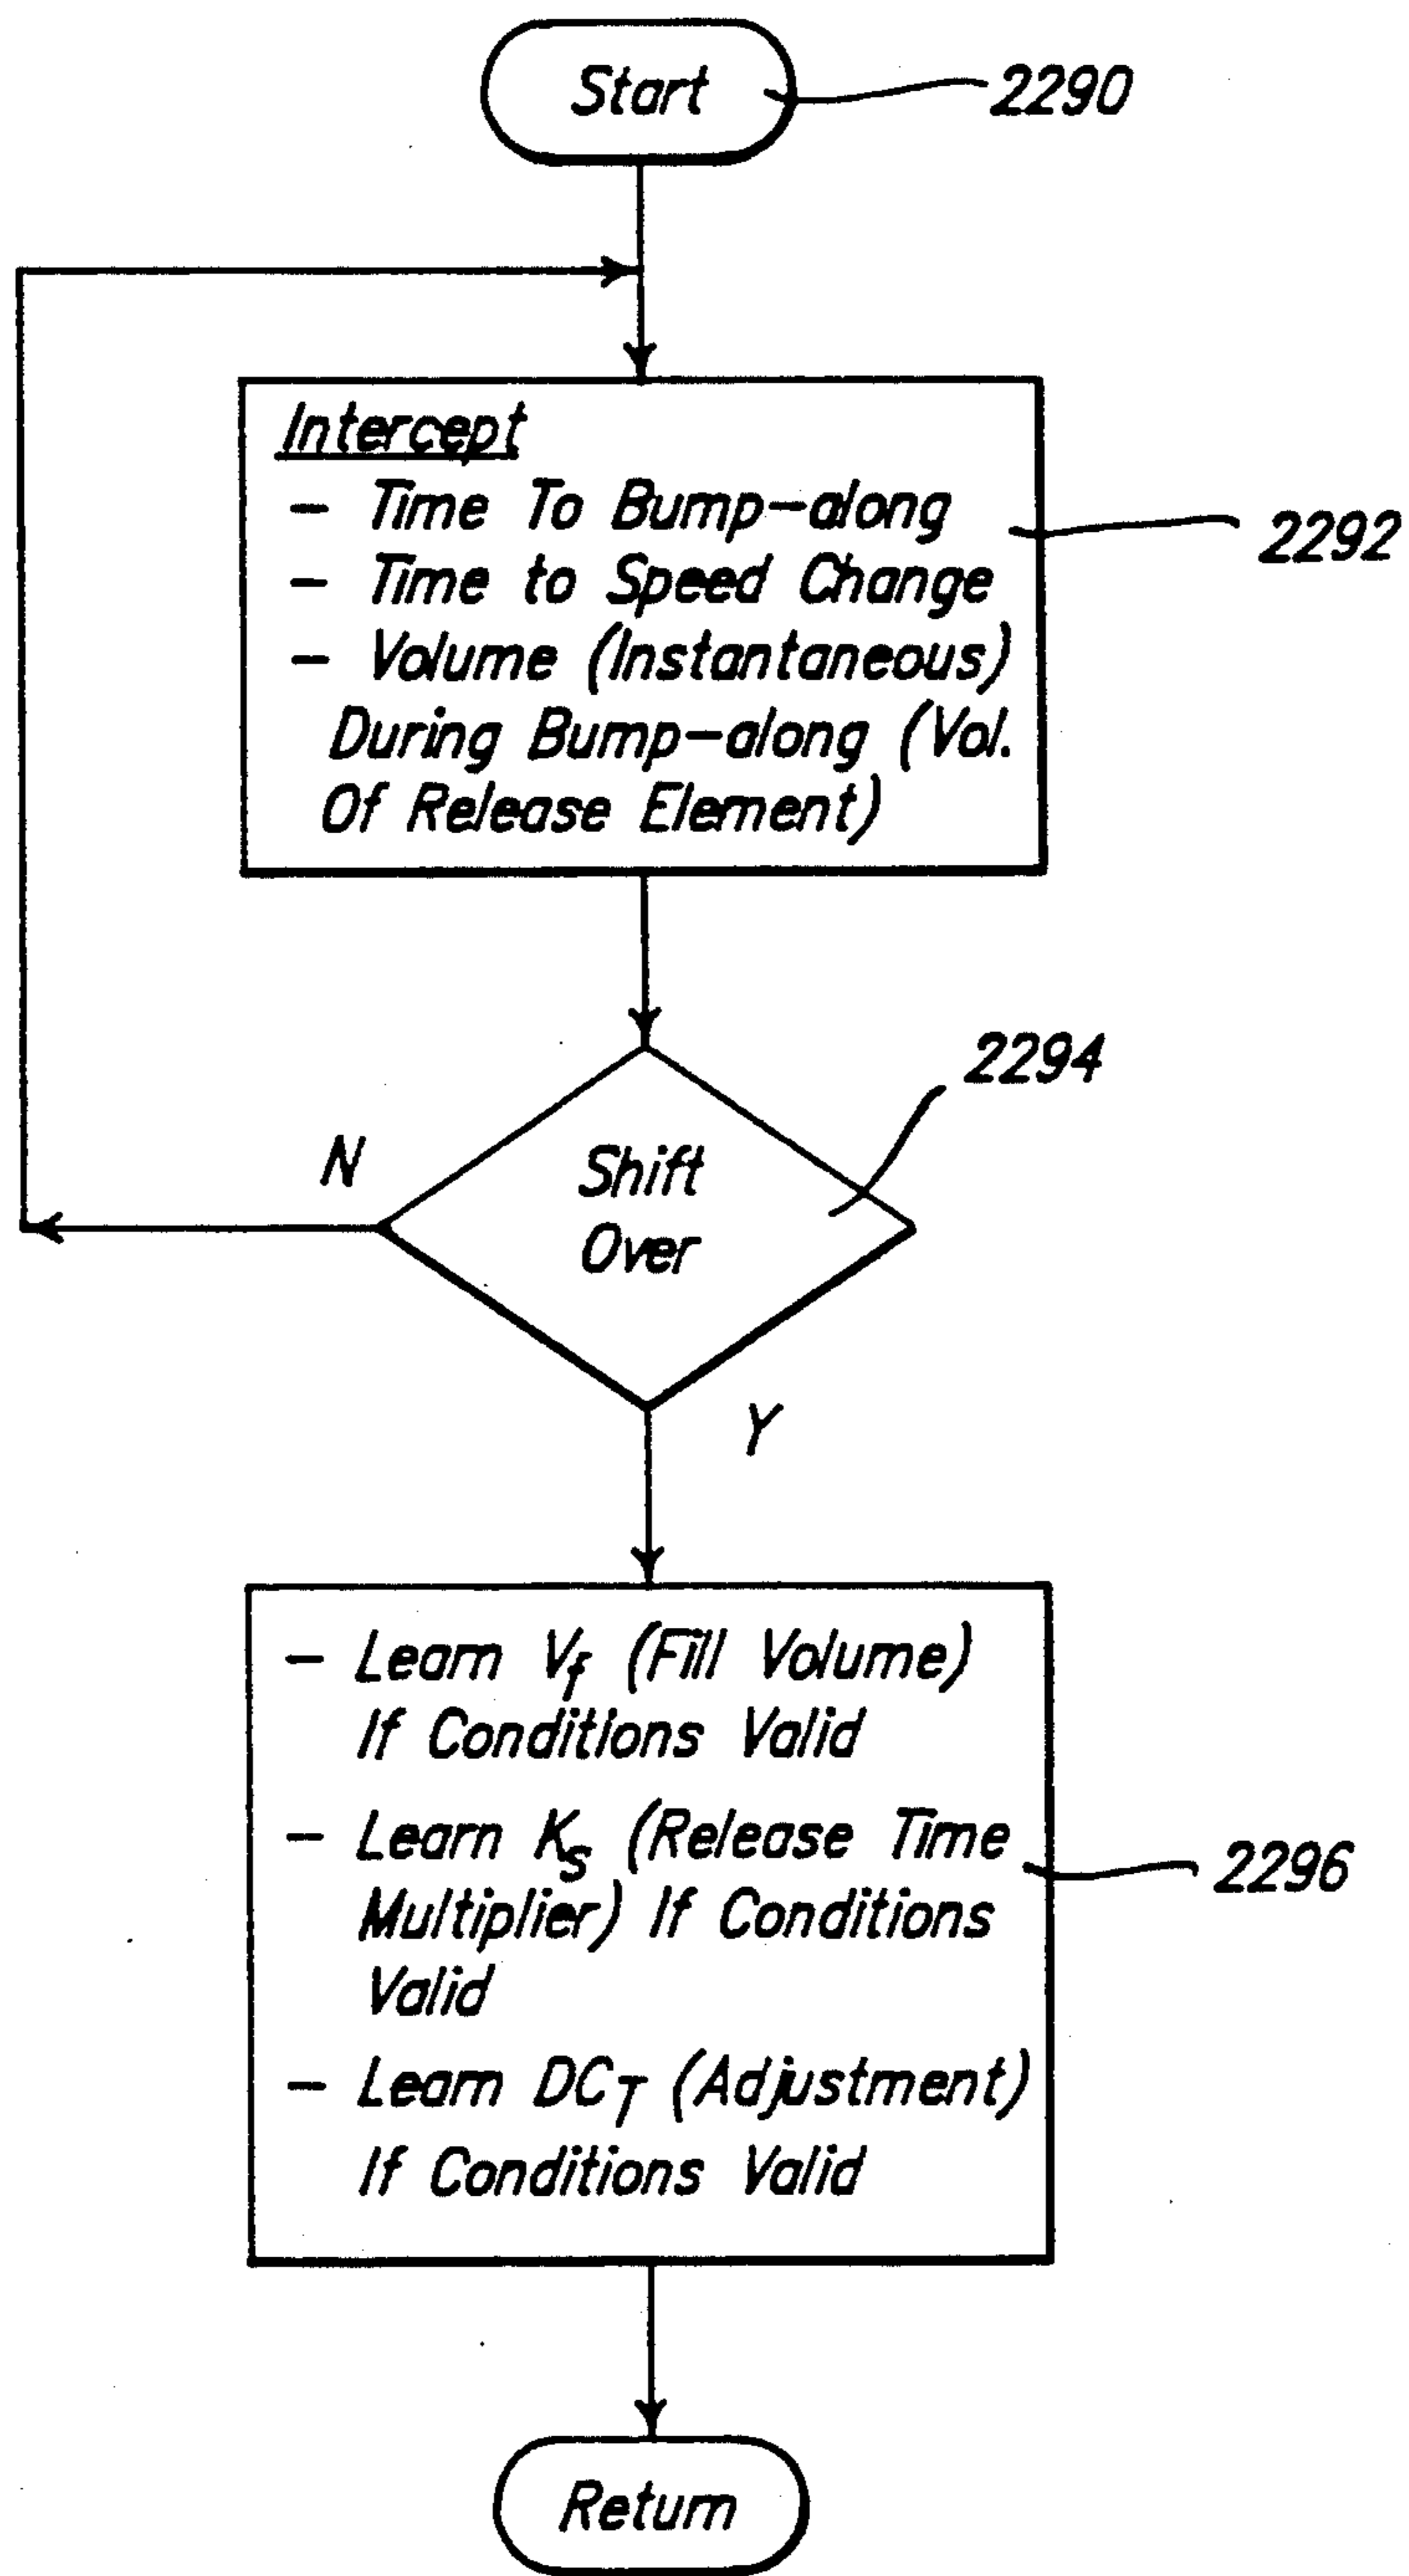 Start
2290
Intercept
- Time To Bump-along
- Time to Speed Change
- Volume (Instantaneous)
During Bump-along (Vol.
Of Release Element)
2292
2294
Shift
Over
N
Y
- Learn Vf (Fill Volume)
If Conditions Valid
- Learn Ks (Release Time
Multiplier) If Conditions
Valid
- Learn DCT (Adjustment)
If Conditions Valid
2296
Return